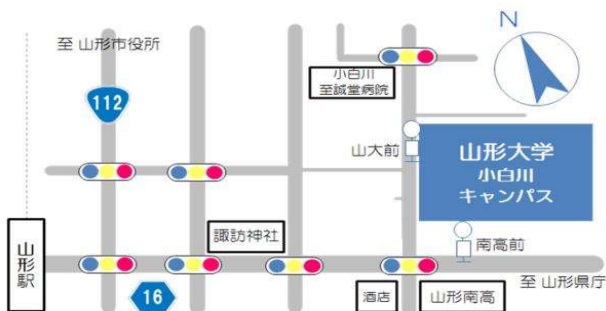 N
至 山形市役所
小白川
至誠堂病院
112
山大前
山形大学
小白川
キャンパス
諏訪神社
南高前
山形駅
至 山形県庁
16
酒店
山形南高